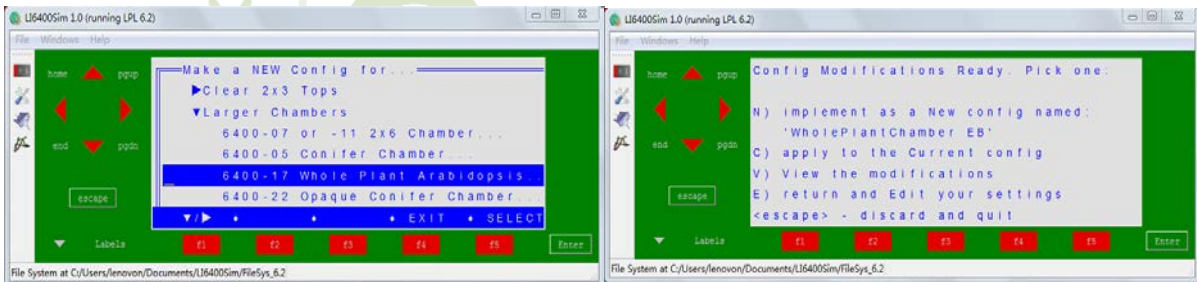 LI6400Sim 1.0 (running LPL 6.2)
File Windows Help
home pgup
end pgdn
escape
Make a NEW Config for...
▶Clear 2x3 Tops
▼Larger Chambers
6400-07 or -11 2x6 Chamber...
6400-05 Conifer Chamber...
6400-17 Whole Plant Arabidopsis..
6400-22 Opaque Conifer Chamber...
▼/▶ EXIT SELECT
Labels f1 f2 f3 f4 f5 Enter
File System at C:/Users/lenovon/Documents/LI6400Sim/FileSys_6.2
LI6400Sim 1.0 (running LPL 6.2)
File Windows Help
home pgup
end pgdn
escape
Config Modifications Ready. Pick one:
N) implement as a New config named:
'WholePlantChamber EB'
C) apply to the Current config
V) View the modifications
E) return and Edit your settings
<escape> - discard and quit
Labels f1 f2 f3 f4 f5 Enter
File System at C:/Users/lenovon/Documents/LI6400Sim/FileSys_6.2